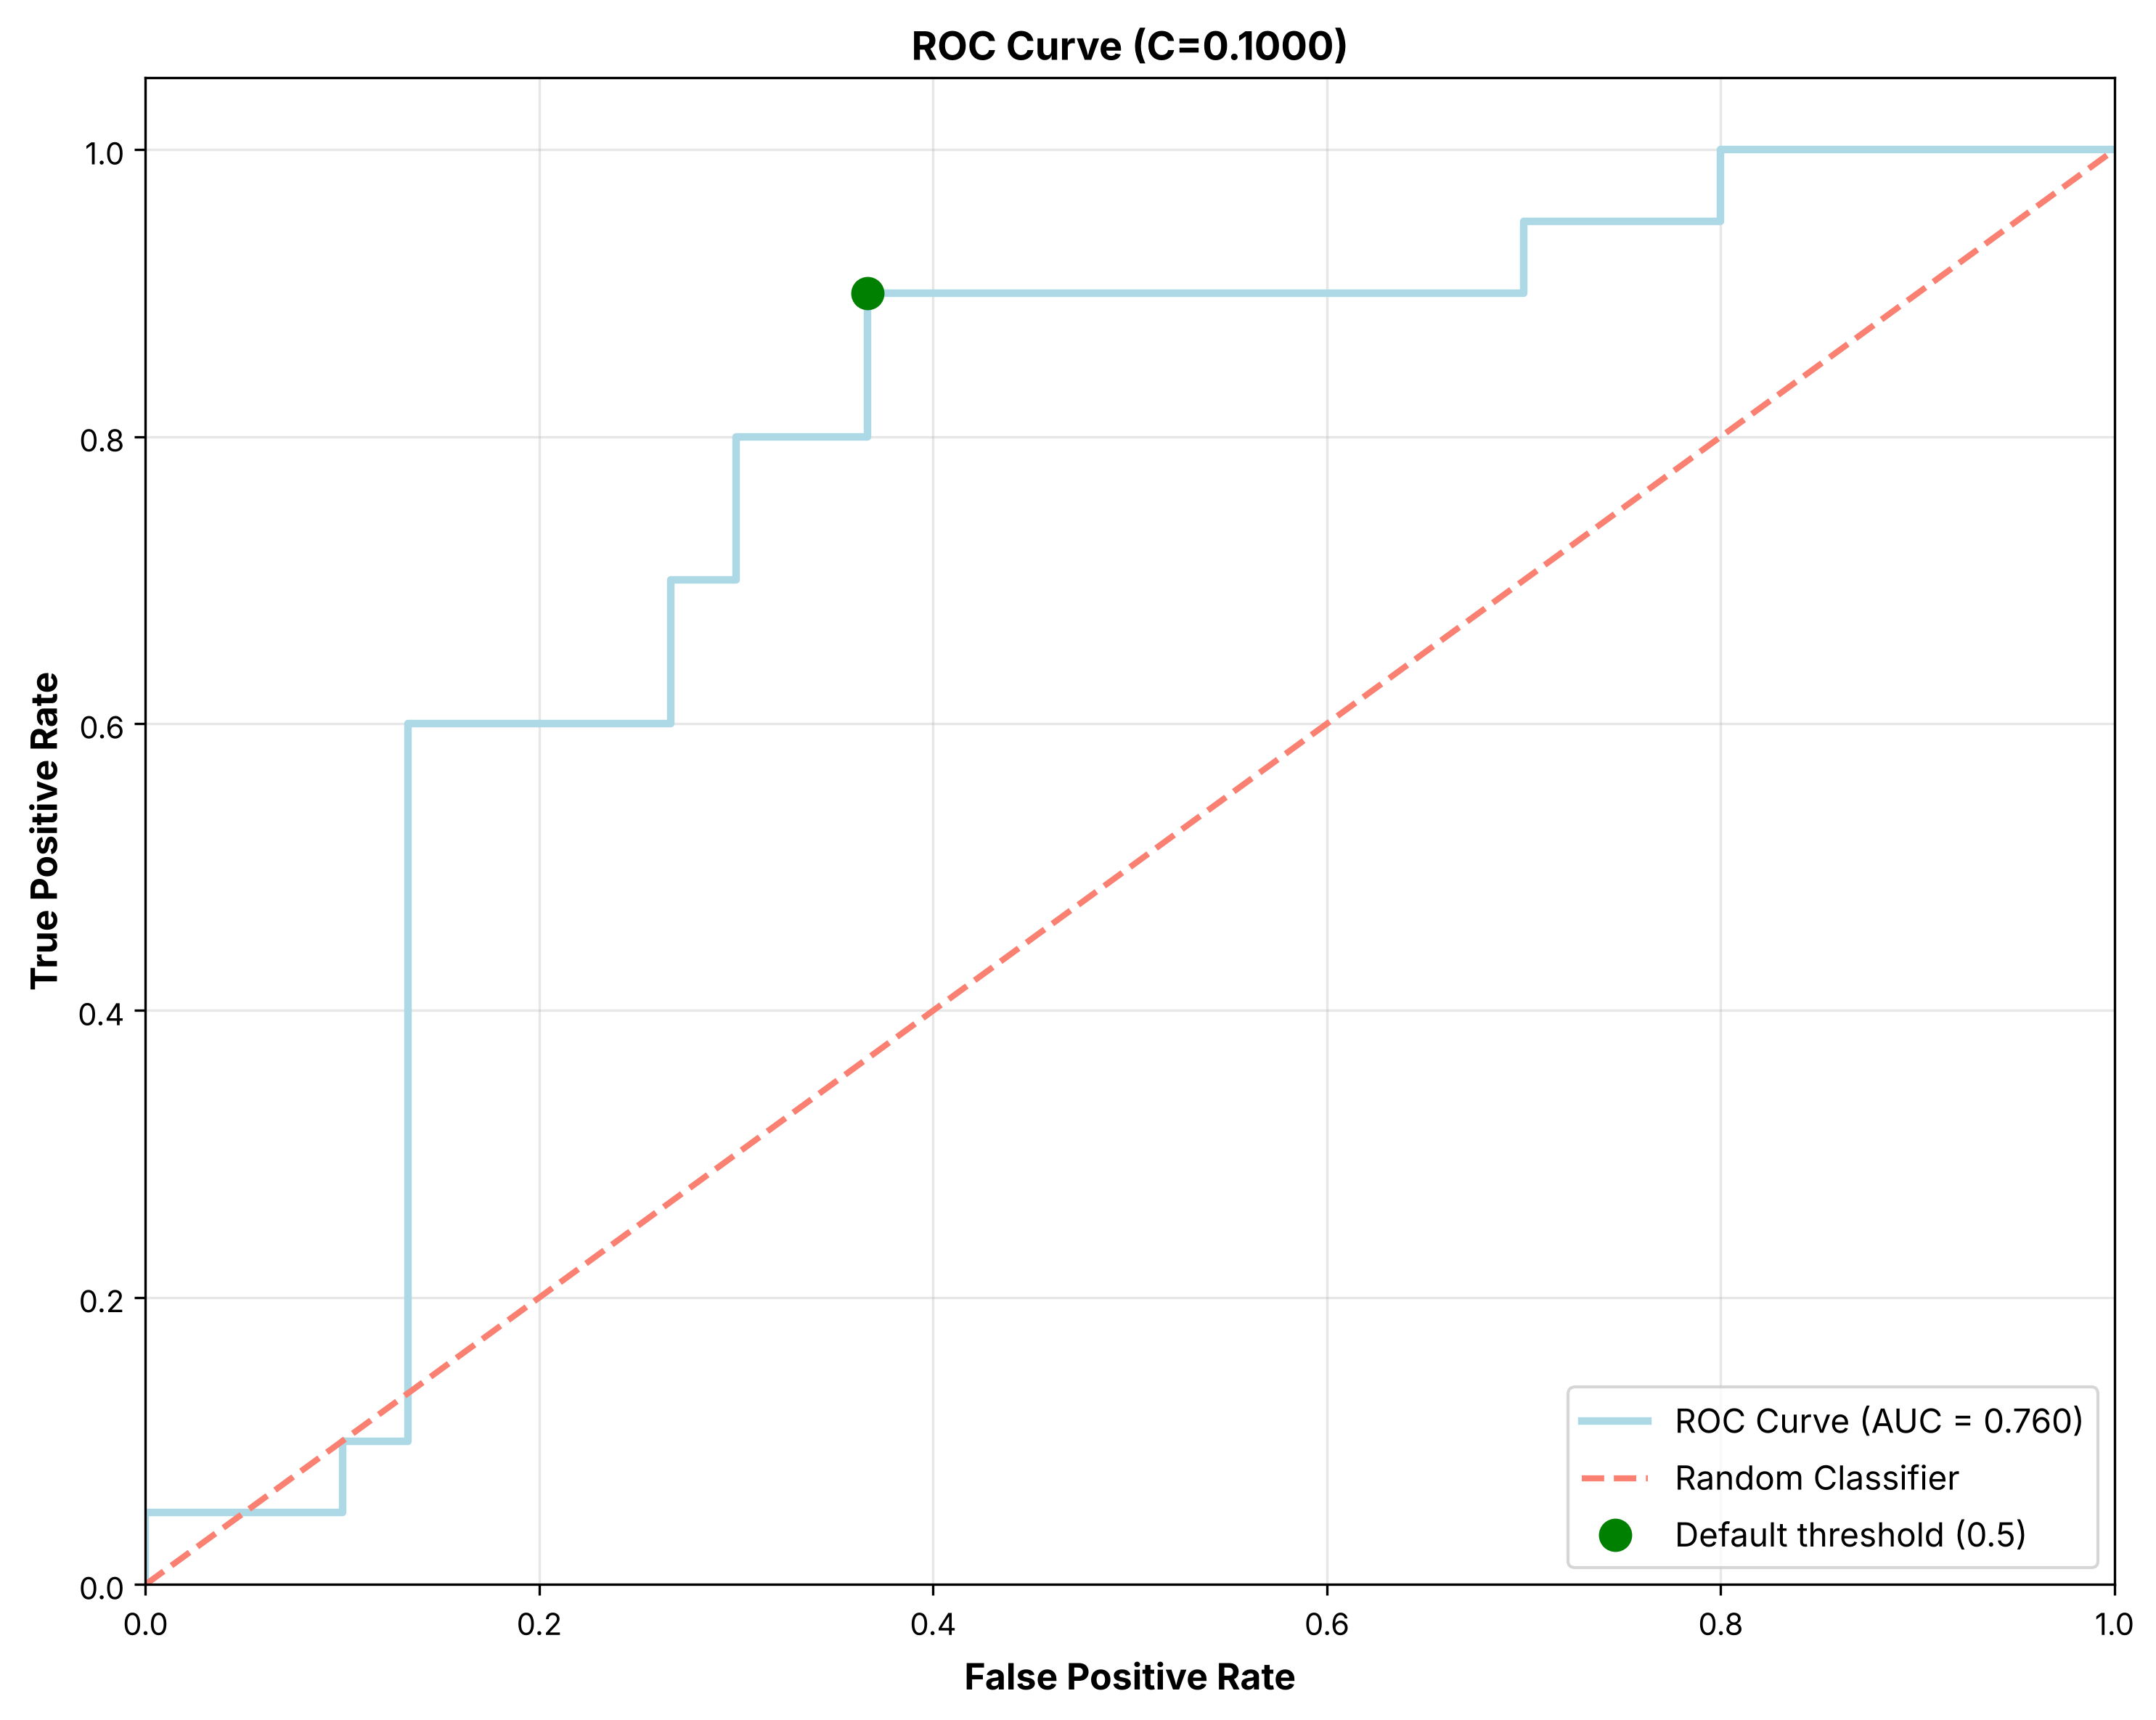 ROC Curve (C=0.1000)
True Positive Rate
1.0
0.8
0.6
0.4
0.2
0.0
0.0 0.2 0.4 0.6 0.8 1.0
False Positive Rate
ROC Curve (AUC = 0.760)
Random Classifier
Default threshold (0.5)